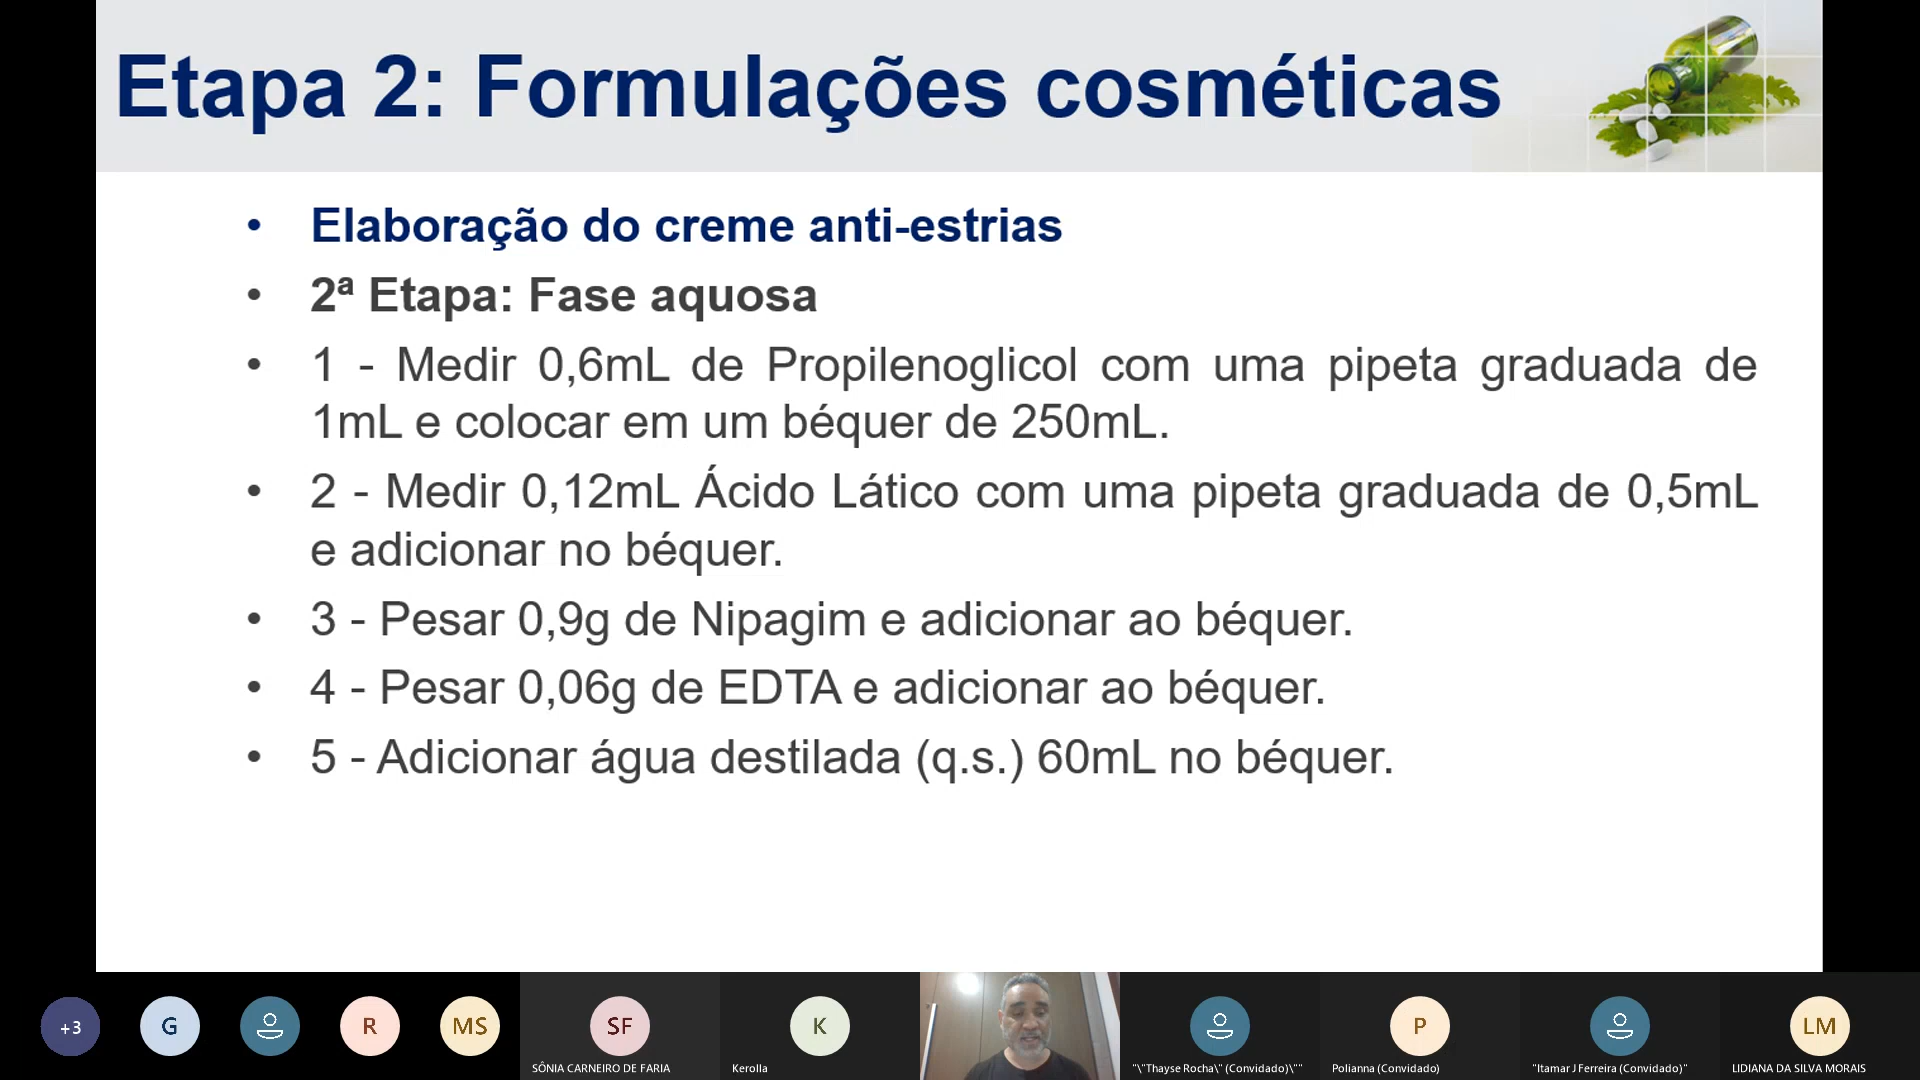 Etapa 2: Formulações cosméticas
• Elaboração do creme anti-estrias
• 2ª Etapa: Fase aquosa
• 1 - Medir 0,6mL de Propilenoglicol com uma pipeta graduada de
1mL e colocar em um béquer de 250mL.
• 2 - Medir 0,12mL Ácido Lático com uma pipeta graduada de 0,5mL
e adicionar no béquer.
• 3 - Pesar 0,9g de Nipagim e adicionar ao béquer.
• 4 - Pesar 0,06g de EDTA e adicionar ao béquer.
• 5 - Adicionar água destilada (q.s.) 60mL no béquer.
+3 G R MS SF K P LM
SÔNIA CARNEIRO DE FARIA Kerolla "\"Thayse Rocha\" (Convidado)\"" Polianna (Convidado) "Itamar J Ferreira (Convidado)" LIDIANA DA SILVA MORAIS